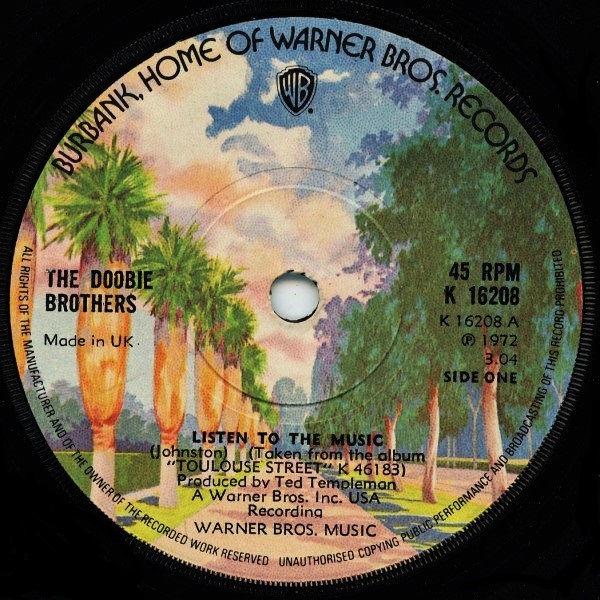 BURBANK, HOME OF WARNER BROS. RECORDS
WB
THE DOOBIE
BROTHERS
Made in UK.
45 RPM
K 16208
K 16208.A
℗ 1972
3.04
SIDE ONE
LISTEN TO THE MUSIC
(Johnston) (Taken from the album
"TOULOUSE STREET" K 46183)
Produced by Ted Templeman
A Warner Bros. Inc. USA
Recording
WARNER BROS. MUSIC
ALL RIGHTS OF THE MANUFACTURER AND OF THE OWNER OF THE RECORDED WORK RESERVED UNAUTHORISED COPYING PUBLIC PERFORMANCE AND BROADCASTING OF THIS RECORD PROHIBITED